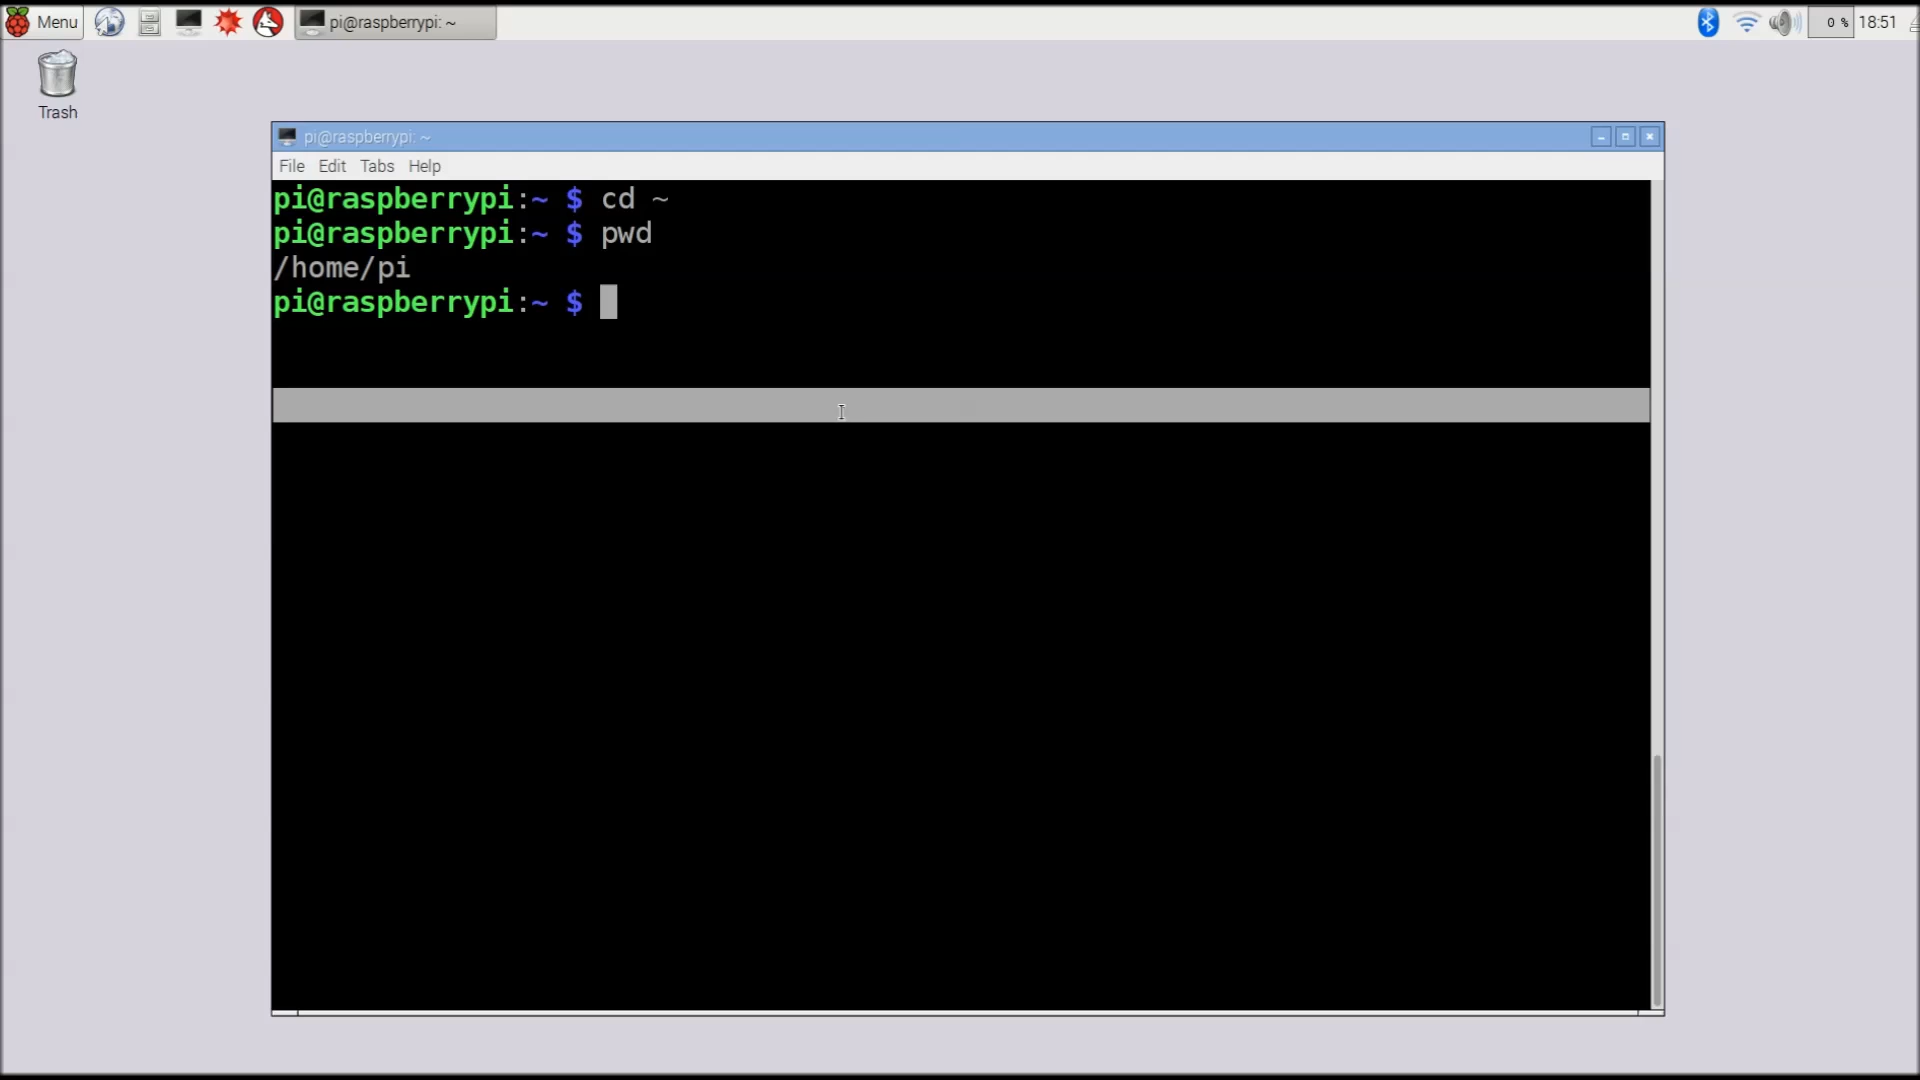 Menu
pi@raspberrypi: ~
0 %
18:51
Trash
pi@raspberrypi: ~
File Edit Tabs Help
pi@raspberrypi:~ $ cd ~
pi@raspberrypi:~ $ pwd
/home/pi
pi@raspberrypi:~ $